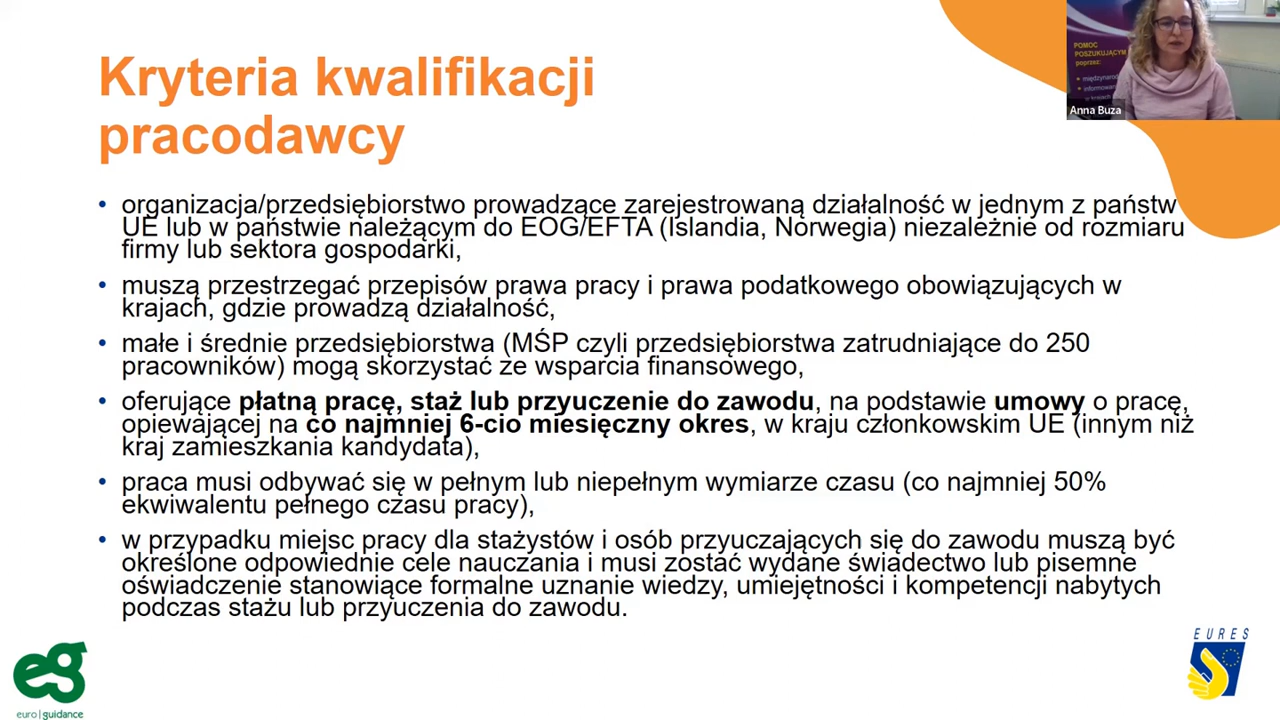 Kryteria kwalifikacji
pracodawcy
POMOC
POSZUKUJĄCYM
poprzez:
Anna Buza
• organizacja/przedsiębiorstwo prowadzące zarejestrowaną działalność w jednym z państw
UE lub w państwie należącym do EOG/EFTA (Islandia, Norwegia) niezależnie od rozmiaru
firmy lub sektora gospodarki,
• muszą przestrzegać przepisów prawa pracy i prawa podatkowego obowiązujących w
krajach, gdzie prowadzą działalność,
• małe i średnie przedsiębiorstwa (MŚP czyli przedsiębiorstwa zatrudniające do 250
pracowników) mogą skorzystać ze wsparcia finansowego,
• oferujące płatną pracę, staż lub przyuczenie do zawodu, na podstawie umowy o pracę,
opiewającej na co najmniej 6-cio miesięczny okres, w kraju członkowskim UE (innym niż
kraj zamieszkania kandydata),
• praca musi odbywać się w pełnym lub niepełnym wymiarze czasu (co najmniej 50%
ekwiwalentu pełnego czasu pracy),
• w przypadku miejsc pracy dla stażystów i osób przyuczających się do zawodu muszą być
określone odpowiednie cele nauczania i musi zostać wydane świadectwo lub pisemne
oświadczenie stanowiące formalne uznanie wiedzy, umiejętności i kompetencji nabytych
podczas stażu lub przyuczenia do zawodu.
eg
euro|guidance
EURES